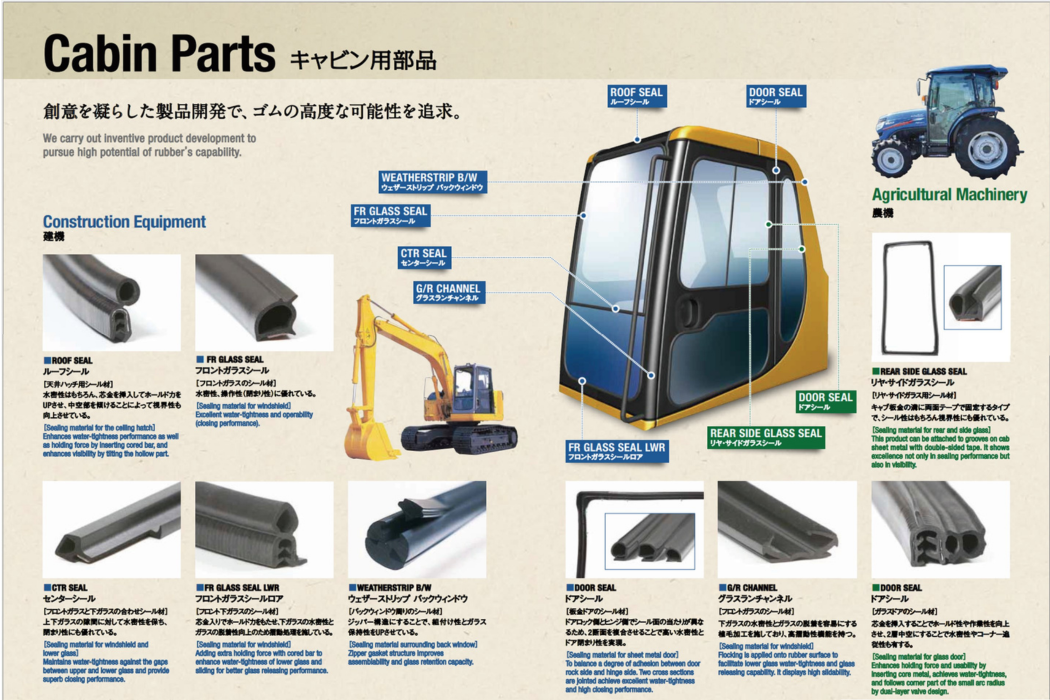 Cabin Parts キャビン用部品
創意を凝らした製品開発で、ゴムの高度な可能性を追求。
We carry out inventive product development to
pursue high potential of rubber's capability.
Construction Equipment
建機
ROOF SEAL
ルーフシール
DOOR SEAL
ドアシール
WEATHERSTRIP B/W
ウェザーストリップ バックウィンドウ
FR GLASS SEAL
フロントガラスシール
CTR SEAL
センターシール
G/R CHANNEL
グラスランチャンネル
FR GLASS SEAL LWR
フロントガラスシールロア
DOOR SEAL
ドアシール
REAR SIDE GLASS SEAL
リヤ・サイドガラスシール
Agricultural Machinery
農機
■ROOF SEAL
ルーフシール
[天井ハッチ用シール材]
水密性はもちろん、芯金を挿入してホールド力を
UPさせ、中空部を傾けることによって視界性も
向上させている。
[Sealing material for the ceiling hatch]
Enhances water-tightness performance as well
as holding force by inserting cored bar, and
enhances visibility by tilting the hollow part.
■ FR GLASS SEAL
フロントガラスシール
[フロントガラスのシール材]
水密性、操作性(閉まり性)に優れている。
[Sealing material for windshield]
Excellent water-tightness and operability
(closing performance).
■REAR SIDE GLASS SEAL
リヤ・サイドガラスシール
[リヤ・サイドガラス用シール材]
キャブ板金の溝に両面テープで固定するタイプ
で、シール性はもちろん視界性にも優れている。
[Sealing material for rear and side glass]
This product can be attached to grooves on cab
sheet metal with double-sided tape. It shows
excellence not only in sealing performance but
also in visibility.
■CTR SEAL
センターシール
[フロントガラスと下ガラスの合わせシール材]
上下ガラスの隙間に対して水密性を保ち、
閉まり性にも優れている。
[Sealing material for windshield and
lower glass]
Maintains water-tightness against the gaps
between upper and lower glass and provide
superb closing performance.
■FR GLASS SEAL LWR
フロントガラスシールロア
[フロント下ガラスのシール材]
芯金入りでホールド力をもたせ、下ガラスの水密性と
ガラスの脱着性向上のため摺動処理を施している。
[Sealing material for windshield]
Adding extra holding force with cored bar to
enhance water-tightness of lower glass and
sliding for better glass releasing performance.
■WEATHERSTRIP B/W
ウェザーストリップ バックウィンドウ
[バックウィンドウ周りのシール材]
ジッパー構造にすることで、組付け性とガラス
保持性をUPさせている。
[Sealing material surrounding back window]
Zipper gasket structure improves
assemblability and glass retention capacity.
■DOOR SEAL
ドアシール
[板金ドアのシール材]
ドアロック側とヒンジ側でシール面の当たりが異な
るため、2断面を複合させることで高い水密性と
ドア閉まり性を実現。
[Sealing material for sheet metal door]
To balance a degree of adhesion between door
rock side and hinge side. Two cross sections
are jointed achieve excellent water-tightness
and high closing performance.
■G/R CHANNEL
グラスランチャンネル
[フロントガラスのシール材]
下ガラスの水密性とガラスの脱着を容易にする
植毛加工を施しており、高摺動性機能を持つ。
[Sealing material for windshield]
Flocking is applied onto rubber surface to
facilitate lower glass water-tightness and glass
releasing capability. It displays high slidability.
■DOOR SEAL
ドアシール
[ガラスドアのシール材]
芯金を挿入することでホールド性や作業性を向上
させ、2層中空にすることで水密性やコーナー追
従性も有する。
[Sealing material for glass door]
Enhances holding force and usability by
inserting core metal, achieves water-tightness,
and follows corner part of the small arc radius
by dual-layer valve design.